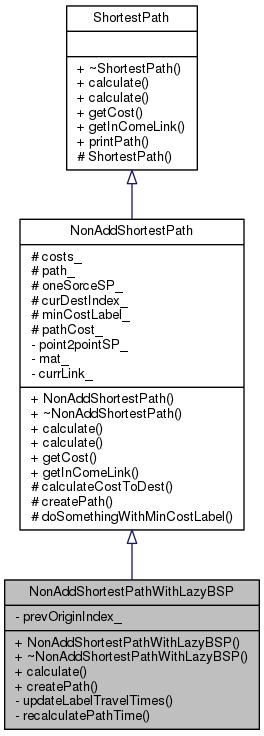 ShortestPath
+ ~ShortestPath()
+ calculate()
+ calculate()
+ getCost()
+ getInComeLink()
+ printPath()
# ShortestPath()
NonAddShortestPath
# costs_
# path_
# oneSorceSP_
# curDestIndex_
# minCostLabel_
# pathCost_
- point2pointSP_
- mat_
- currLink_
+ NonAddShortestPath()
+ ~NonAddShortestPath()
+ calculate()
+ calculate()
+ getCost()
+ getInComeLink()
# calculateCostToDest()
# createPath()
# doSomethingWithMinCostLabel()
NonAddShortestPathWithLazyBSP
- prevOriginIndex_
+ NonAddShortestPathWithLazyBSP()
+ ~NonAddShortestPathWithLazyBSP()
+ calculate()
+ createPath()
- updateLabelTravelTimes()
- recalculatePathTime()